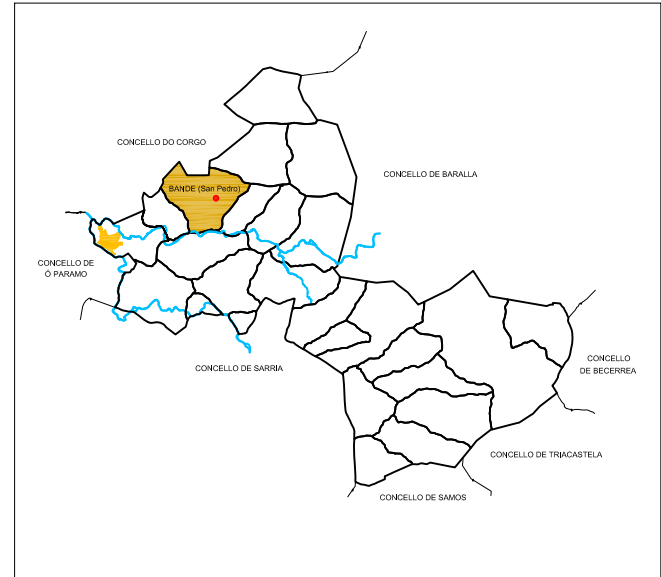 CONCELLO DO CORGO
CONCELLO DE BARALLA
BANDE (San Pedro)
CONCELLO DE
Ó PARAMO
CONCELLO DE SARRIA
CONCELLO
DE BECERREA
CONCELLO DE TRIACASTELA
CONCELLO DE SAMOS